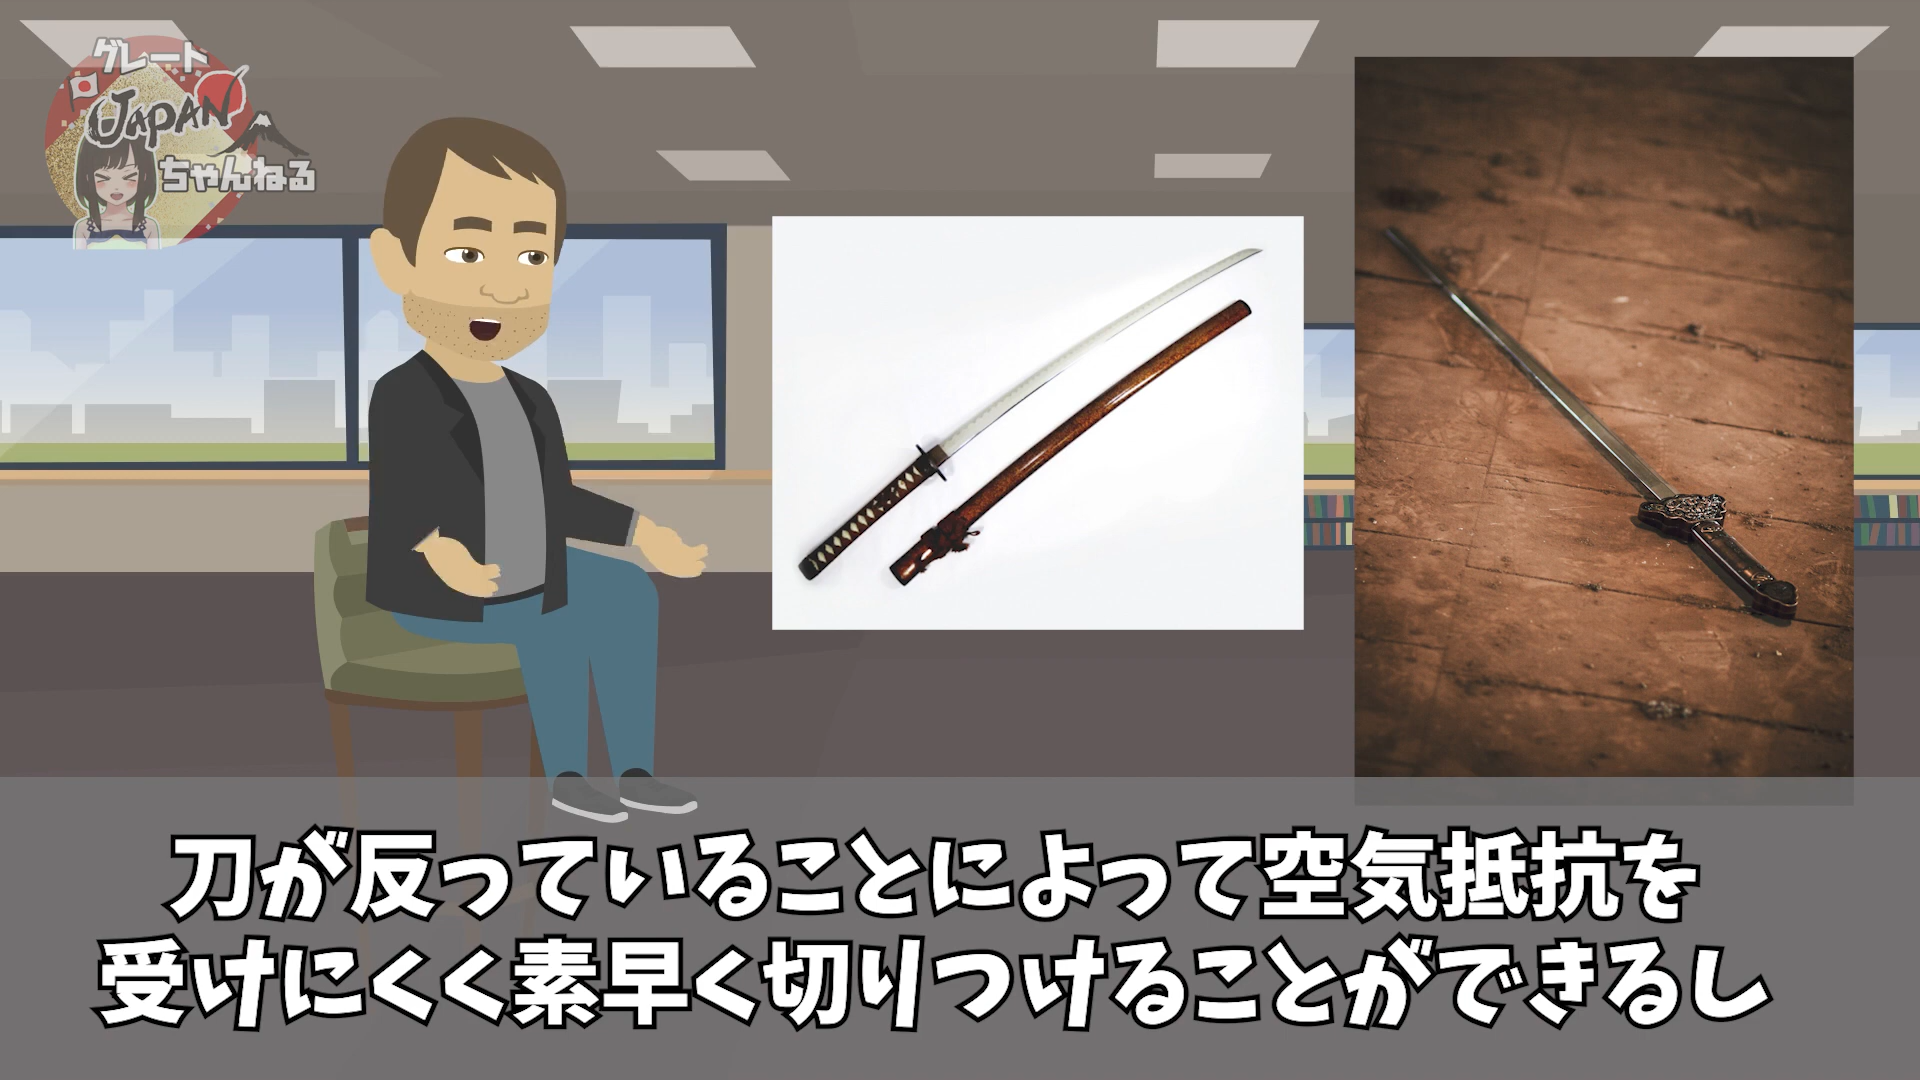 グレート
JAPAN
ちゃんねる
刀が反っていることによって空気抵抗を
受けにくく素早く切りつけることができるし